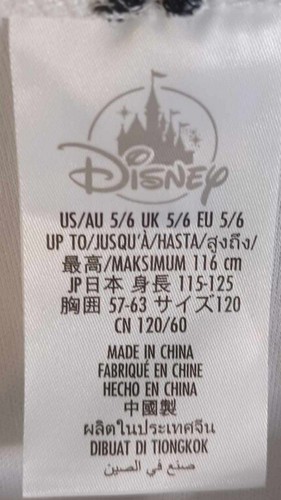 Disney
US/AU 5/6 UK 5/6 EU 5/6
UP TO/JUSQU'À/HASTA/สูงถึง/
最高/MAKSIMUM 116 cm
JP日本 身長 115-125
胸囲 57-63 サイズ120
CN 120/60
MADE IN CHINA
FABRIQUÉ EN CHINE
HECHO EN CHINA
中國製
ผลิตในประเทศจีน
DIBUAT DI TIONGKOK
صنع في الصين